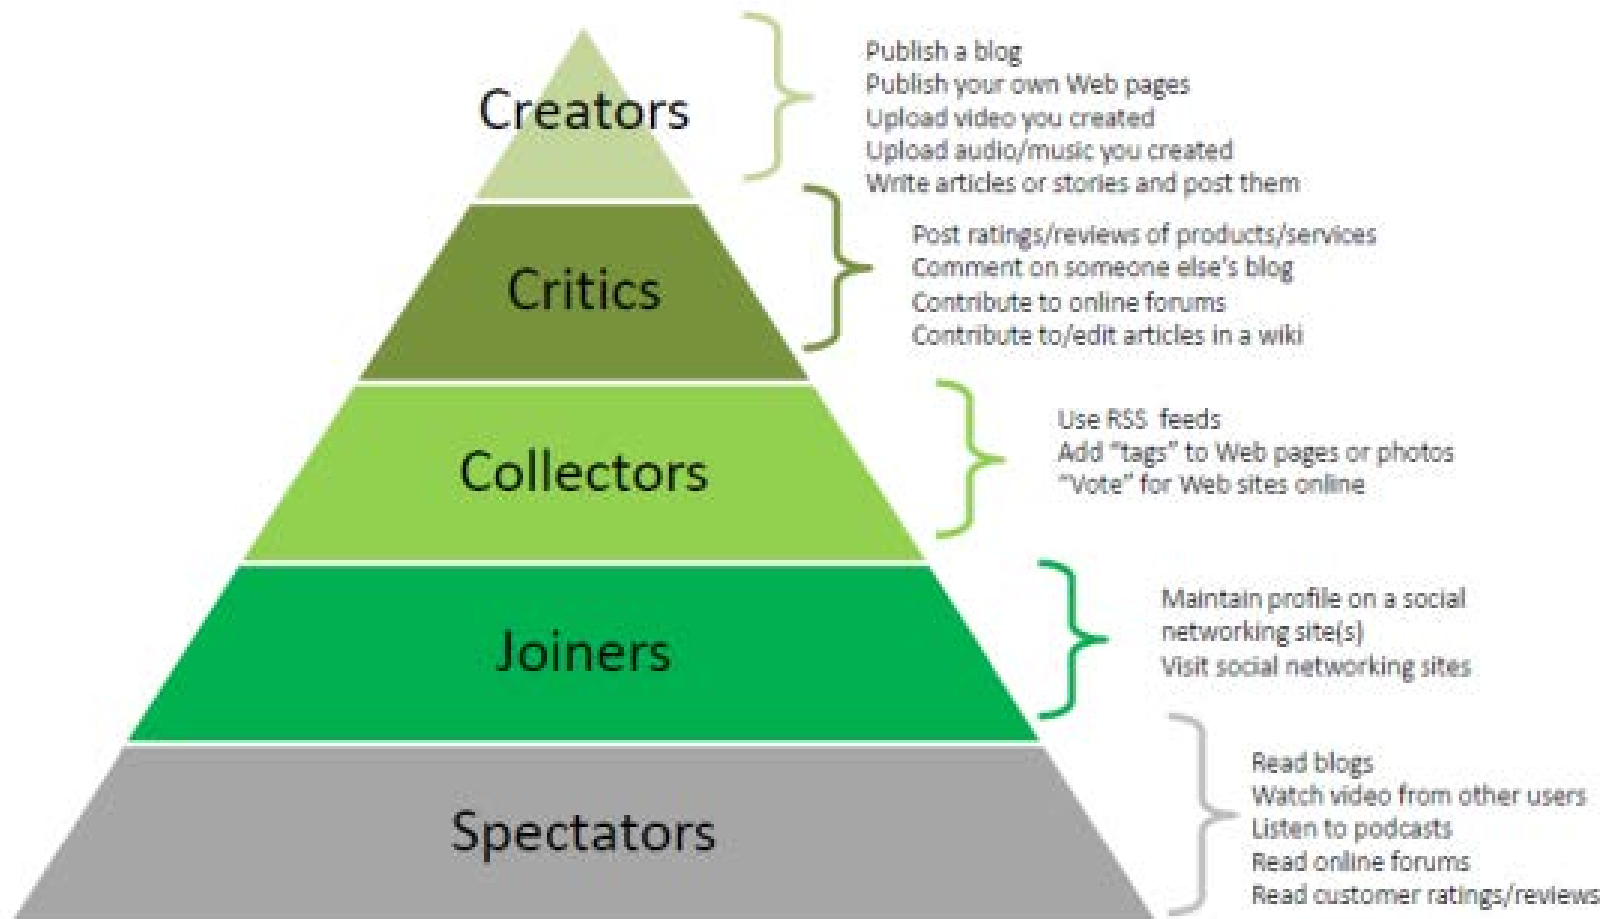 Creators
Publish a blog
Publish your own Web pages
Upload video you created
Upload audio/music you created
Write articles or stories and post them
Critics
Post ratings/reviews of products/services
Comment on someone else's blog
Contribute to online forums
Contribute to/edit articles in a wiki
Collectors
Use RSS feeds
Add “tags” to Web pages or photos
“Vote” for Web sites online
Joiners
Maintain profile on a social
networking site(s)
Visit social networking sites
Spectators
Read blogs
Watch video from other users
Listen to podcasts
Read online forums
Read customer ratings/reviews